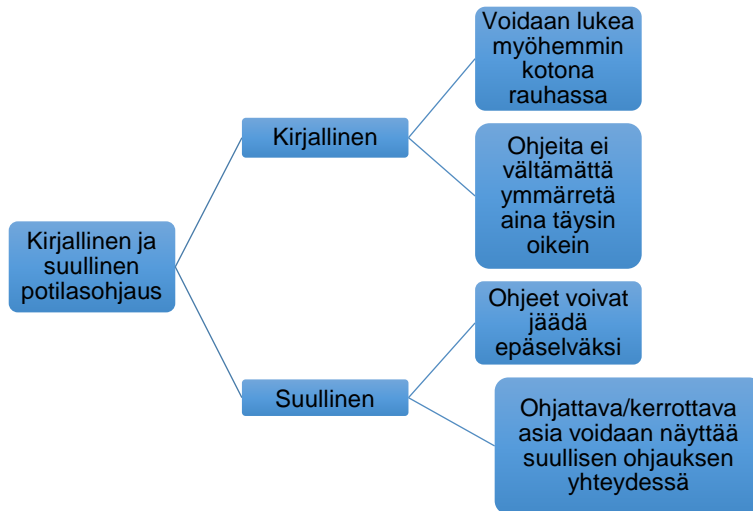 Kirjallinen ja
suullinen
potilasohjaus
Kirjallinen
Voidaan lukea
myöhemmin
kotona
rauhassa
Ohjeita ei
välttämättä
ymmärretä
aina täysin
oikein
Suullinen
Ohjeet voivat
jäädä
epäselväksi
Ohjattava/kerrottava
asia voidaan näyttää
suullisen ohjauksen
yhteydessä